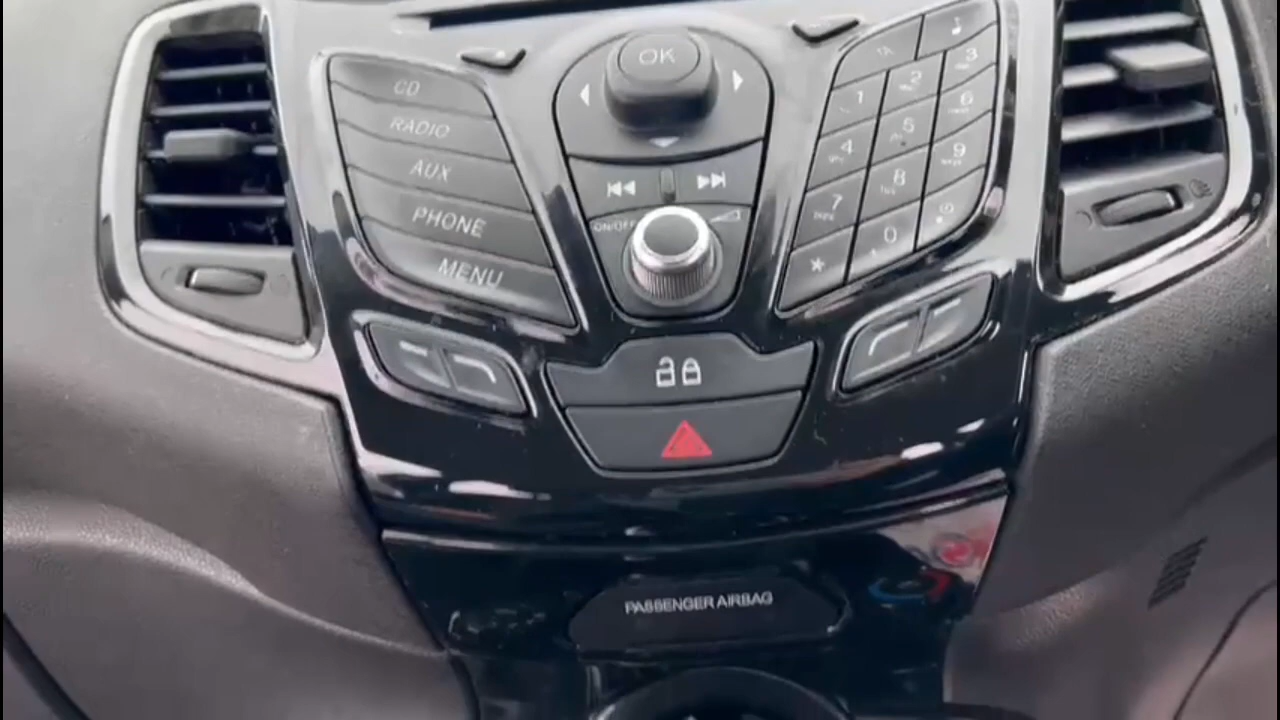 OK
CD
RADIO
AUX
PHONE
MENU
ON/OFF
TA
1
2
3
4
5
6
7
8
9
*
0
PASSENGER AIRBAG